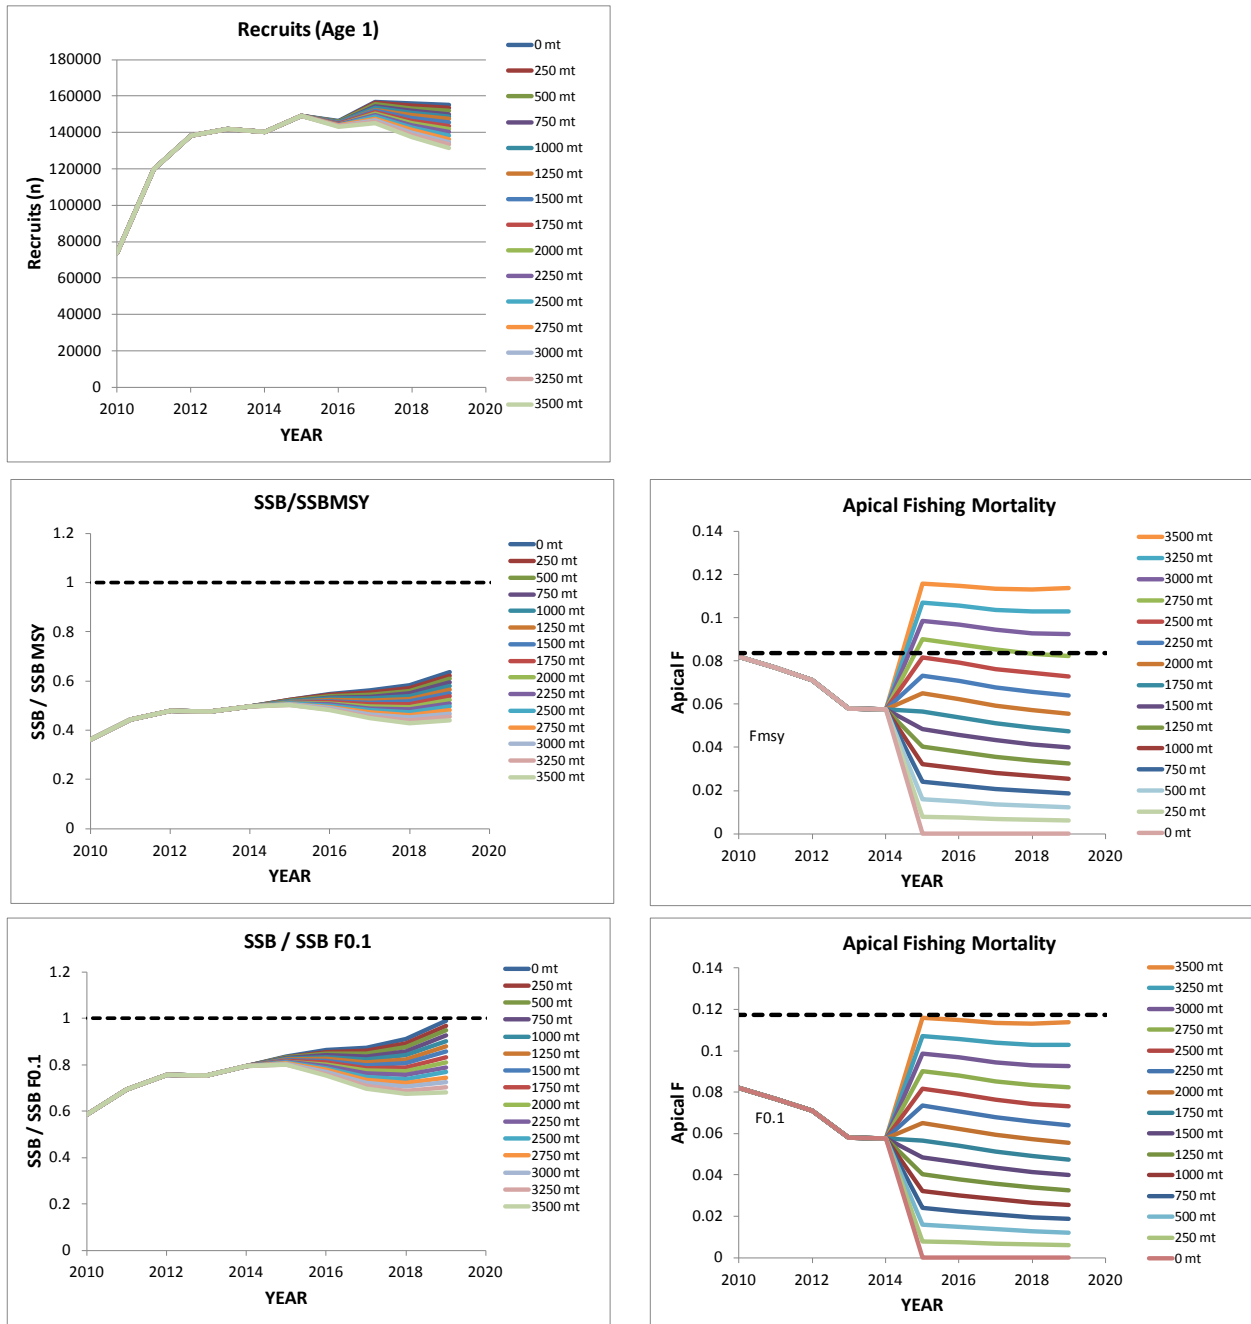 Recruits (Age 1)
180000
160000
140000
120000
100000
80000
60000
40000
20000
0
Recruits (n)
2010 2012 2014 2016 2018 2020
YEAR
0 mt
250 mt
500 mt
750 mt
1000 mt
1250 mt
1500 mt
1750 mt
2000 mt
2250 mt
2500 mt
2750 mt
3000 mt
3250 mt
3500 mt
SSB/SSBMSY
1.2
1
0.8
0.6
0.4
0.2
0
SSB / SSB MSY
2010 2012 2014 2016 2018 2020
YEAR
0 mt
250 mt
500 mt
750 mt
1000 mt
1250 mt
1500 mt
1750 mt
2000 mt
2250 mt
2500 mt
2750 mt
3000 mt
3250 mt
3500 mt
Apical Fishing Mortality
0.14
0.12
0.1
0.08
0.06
0.04
0.02
0
Apical F
Fmsy
2010 2012 2014 2016 2018 2020
YEAR
3500 mt
3250 mt
3000 mt
2750 mt
2500 mt
2250 mt
2000 mt
1750 mt
1500 mt
1250 mt
1000 mt
750 mt
500 mt
250 mt
0 mt
SSB / SSB F0.1
1.2
1
0.8
0.6
0.4
0.2
0
SSB / SSB F0.1
2010 2012 2014 2016 2018 2020
YEAR
0 mt
250 mt
500 mt
750 mt
1000 mt
1250 mt
1500 mt
1750 mt
2000 mt
2250 mt
2500 mt
2750 mt
3000 mt
3250 mt
3500 mt
Apical Fishing Mortality
0.14
0.12
0.1
0.08
0.06
0.04
0.02
0
Apical F
F0.1
2010 2012 2014 2016 2018 2020
YEAR
3500 mt
3250 mt
3000 mt
2750 mt
2500 mt
2250 mt
2000 mt
1750 mt
1500 mt
1250 mt
1000 mt
750 mt
500 mt
250 mt
0 mt